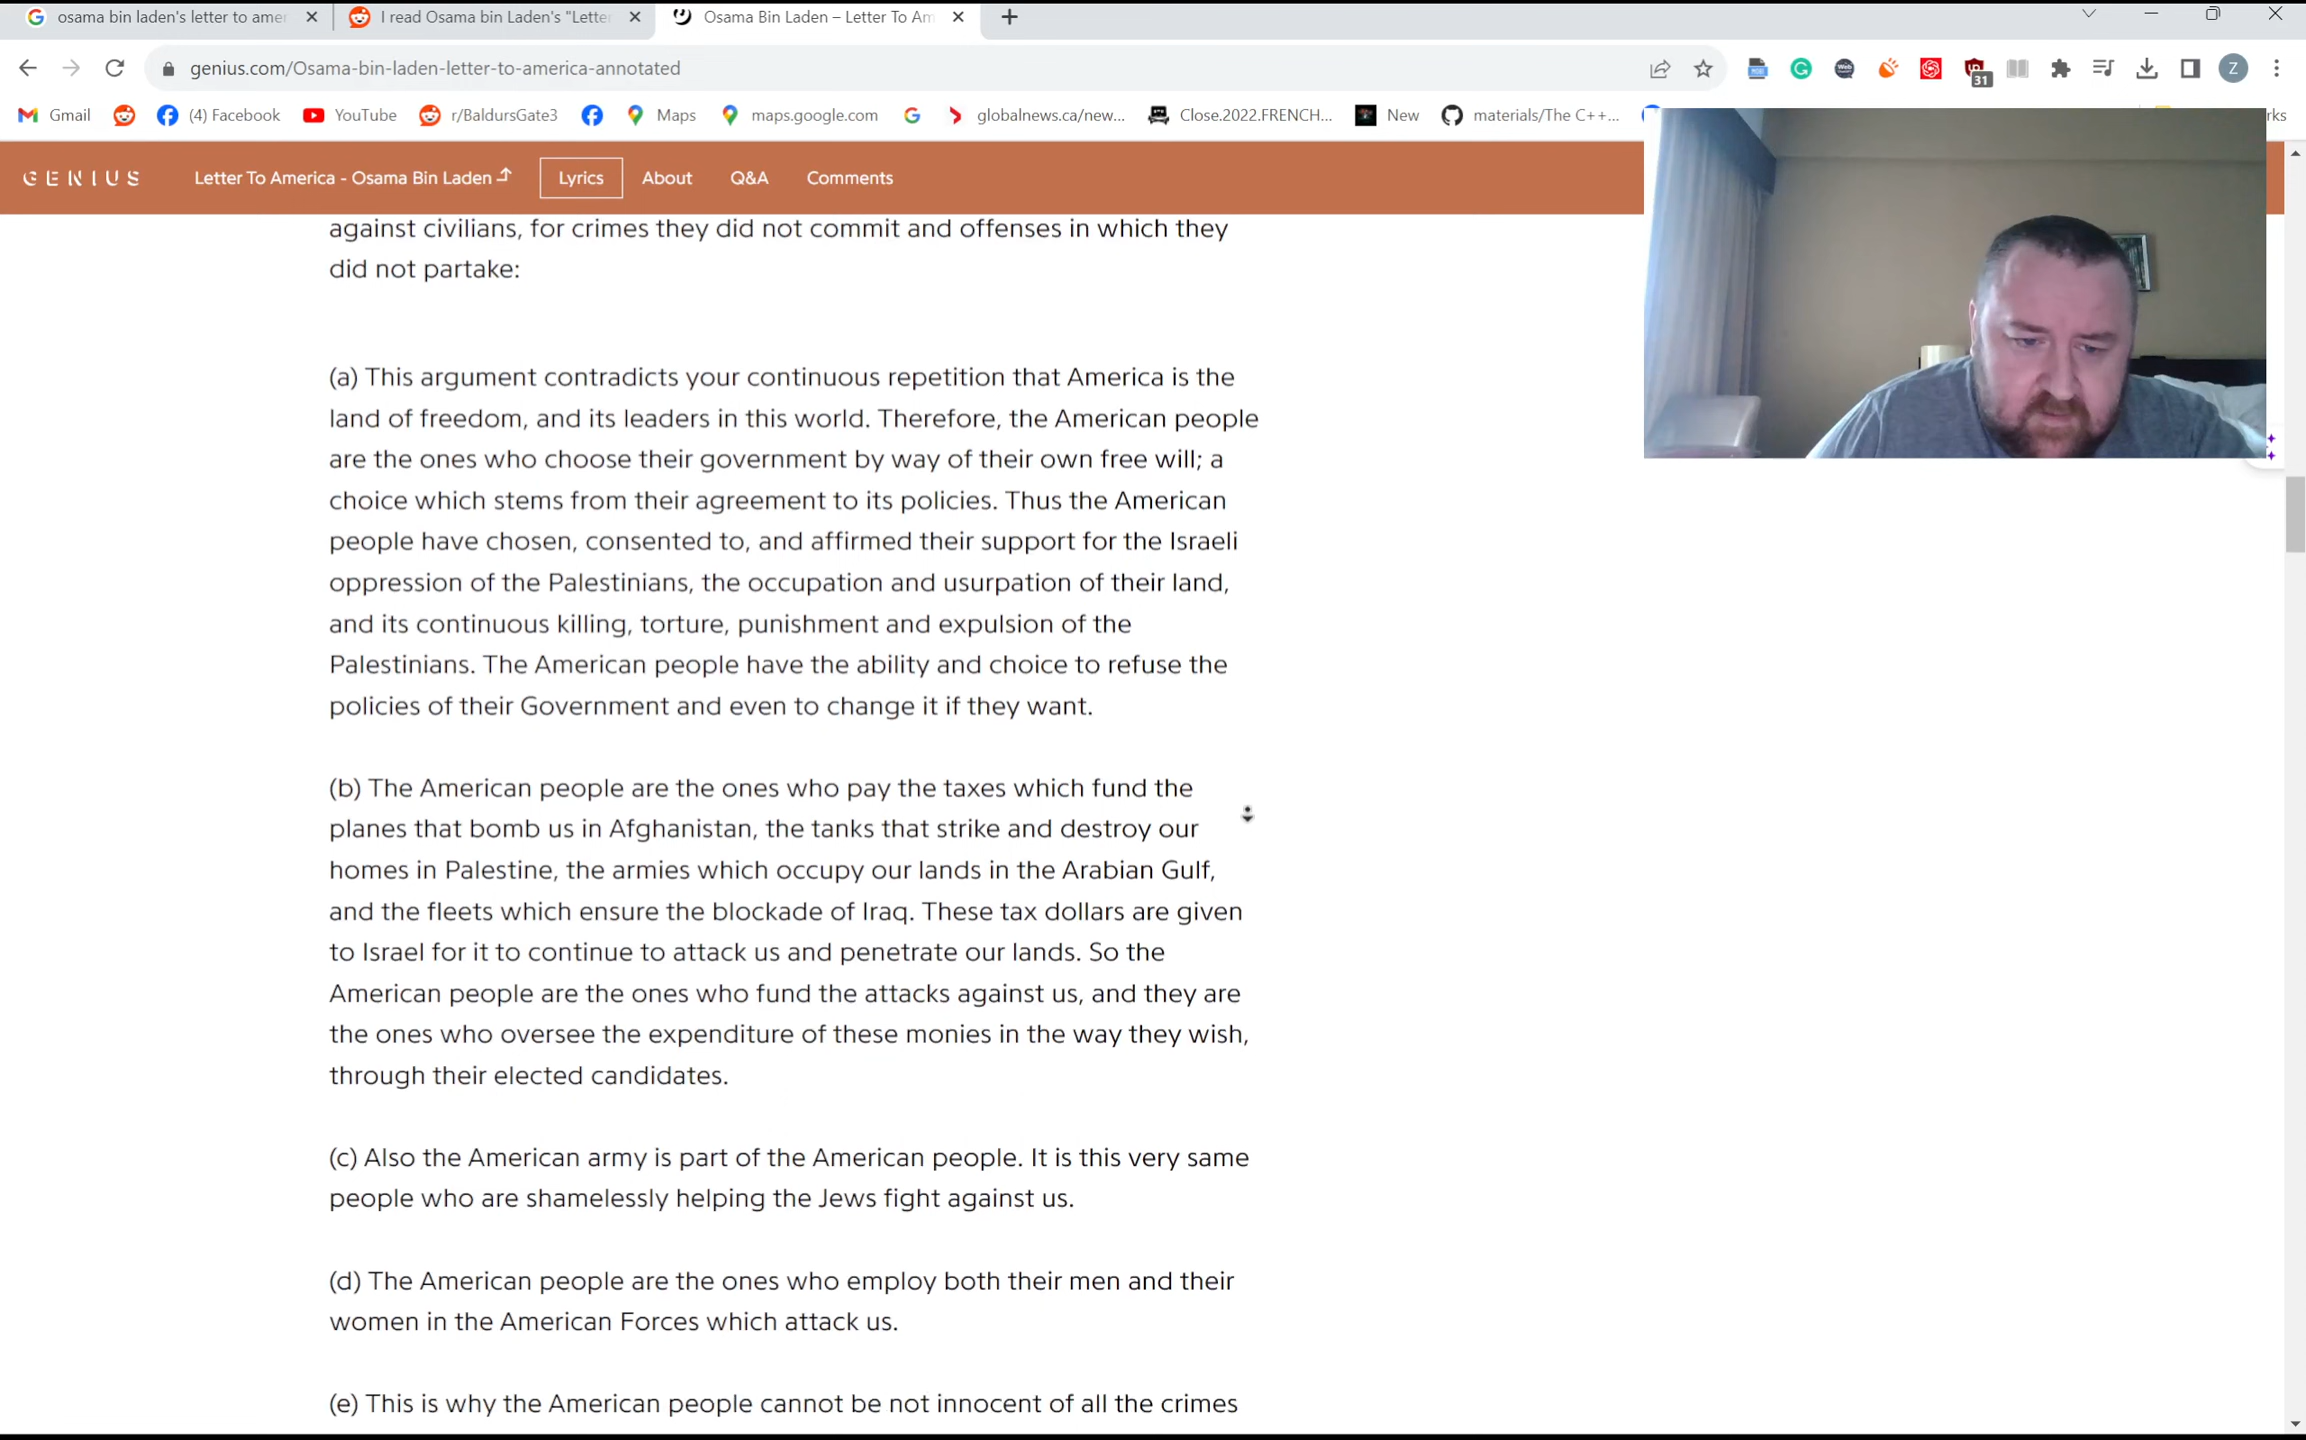 osama bin laden's letter to amer
I read Osama bin Laden's "Letter
Osama Bin Laden – Letter To Am
genius.com/Osama-bin-laden-letter-to-america-annotated
31
Z
Gmail
(4) Facebook
YouTube
r/BaldursGate3
Maps
maps.google.com
globalnews.ca/new...
Close.2022.FRENCH...
New
materials/The C++...
rks
GENIUS
Letter To America - Osama Bin Laden
Lyrics
About
Q&A
Comments
against civilians, for crimes they did not commit and offenses in which they
did not partake:
(a) This argument contradicts your continuous repetition that America is the
land of freedom, and its leaders in this world. Therefore, the American people
are the ones who choose their government by way of their own free will; a
choice which stems from their agreement to its policies. Thus the American
people have chosen, consented to, and affirmed their support for the Israeli
oppression of the Palestinians, the occupation and usurpation of their land,
and its continuous killing, torture, punishment and expulsion of the
Palestinians. The American people have the ability and choice to refuse the
policies of their Government and even to change it if they want.
(b) The American people are the ones who pay the taxes which fund the
planes that bomb us in Afghanistan, the tanks that strike and destroy our
homes in Palestine, the armies which occupy our lands in the Arabian Gulf,
and the fleets which ensure the blockade of Iraq. These tax dollars are given
to Israel for it to continue to attack us and penetrate our lands. So the
American people are the ones who fund the attacks against us, and they are
the ones who oversee the expenditure of these monies in the way they wish,
through their elected candidates.
(c) Also the American army is part of the American people. It is this very same
people who are shamelessly helping the Jews fight against us.
(d) The American people are the ones who employ both their men and their
women in the American Forces which attack us.
(e) This is why the American people cannot be not innocent of all the crimes